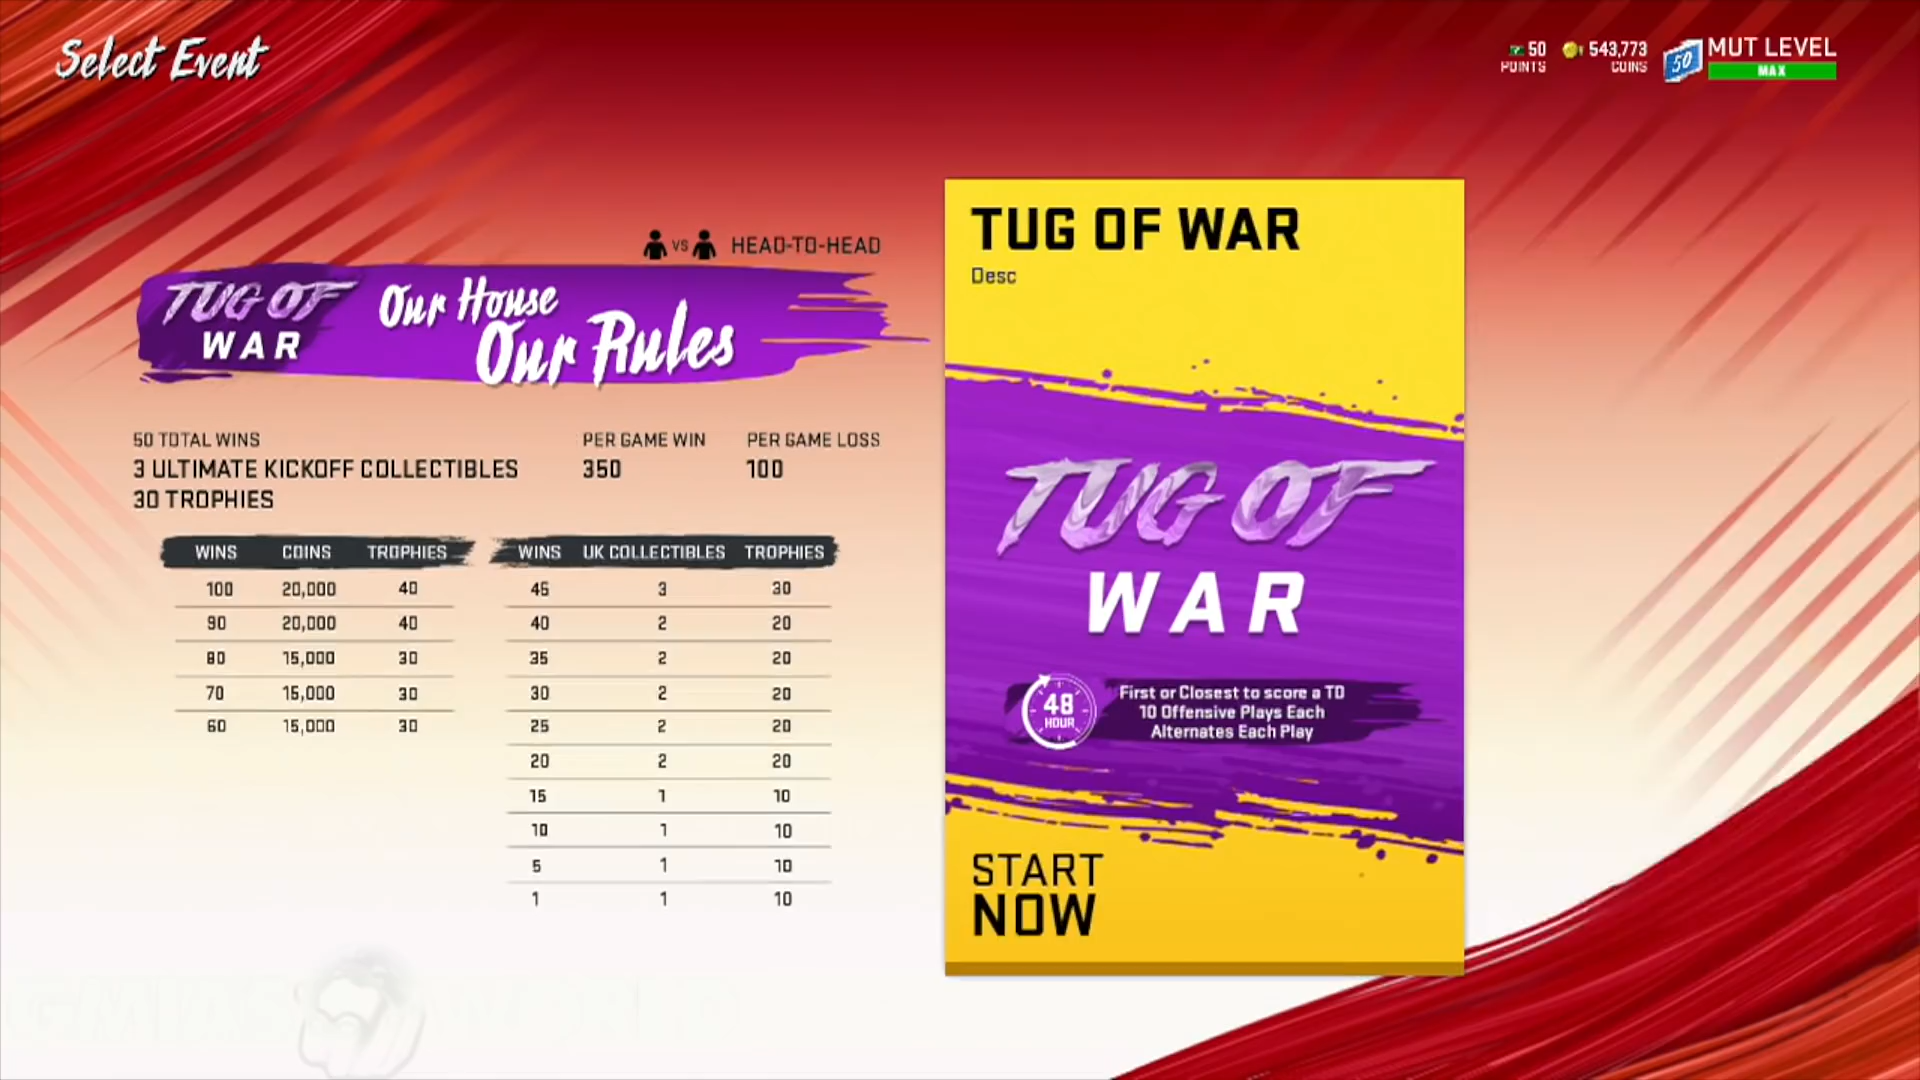 Select Event
50
POINTS
543,773
COINS
50
MUT LEVEL
MAX
VS HEAD-TO-HEAD
TUG OF
WAR
Our House
Our Rules
50 TOTAL WINS
3 ULTIMATE KICKOFF COLLECTIBLES
30 TROPHIES
PER GAME WIN
350
PER GAME LOSS
100
WINS COINS TROPHIES
100 20,000 40
90 20,000 40
80 15,000 30
70 15,000 30
60 15,000 30
WINS UK COLLECTIBLES TROPHIES
45 3 30
40 2 20
35 2 20
30 2 20
25 2 20
20 2 20
15 1 10
10 1 10
5 1 10
1 1 10
TUG OF WAR
Desc
TUG OF
WAR
48
HOUR
First or Closest to score a TD
10 Offensive Plays Each
Alternates Each Play
START
NOW